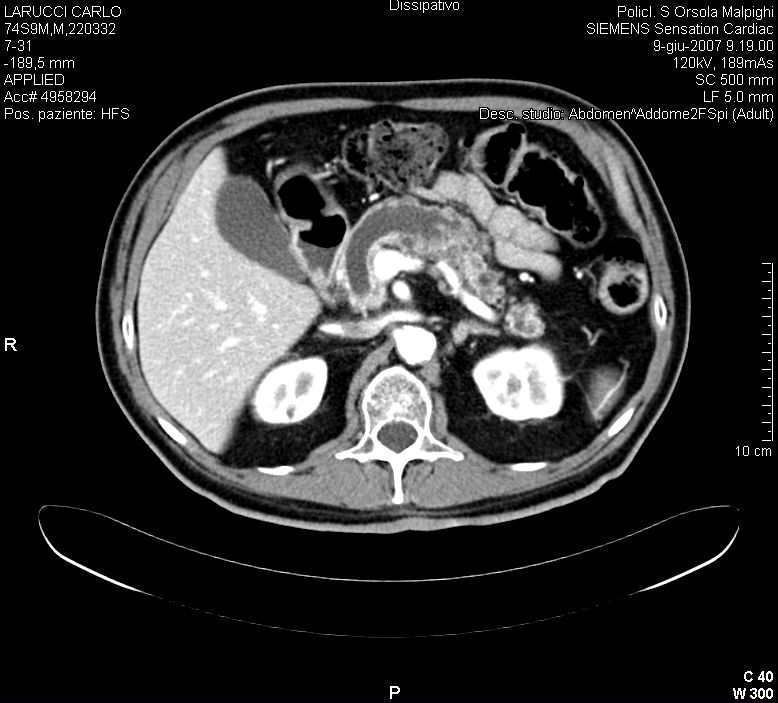 LARUCCI CARLO
74S9M,M,220332
7-31
-189,5 mm
APPLIED
Acc# 4958294
Pos. paziente: HFS
Dissipativo
Policl. S Orsola Malpighi
SIEMENS Sensation Cardiac
9-giu-2007 9.19.00
120kV, 189mAs
SC 500 mm
LF 5.0 mm
Desc. studio: Abdomen^Addome2FSpi (Adult)
R
10 cm
P
C 40
W 300